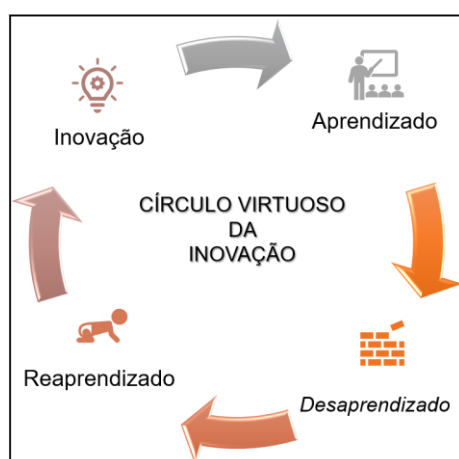 Inovação
Aprendizado
CÍRCULO VIRTUOSO
DA
INOVAÇÃO
Reaprendizado
Desaprendizado